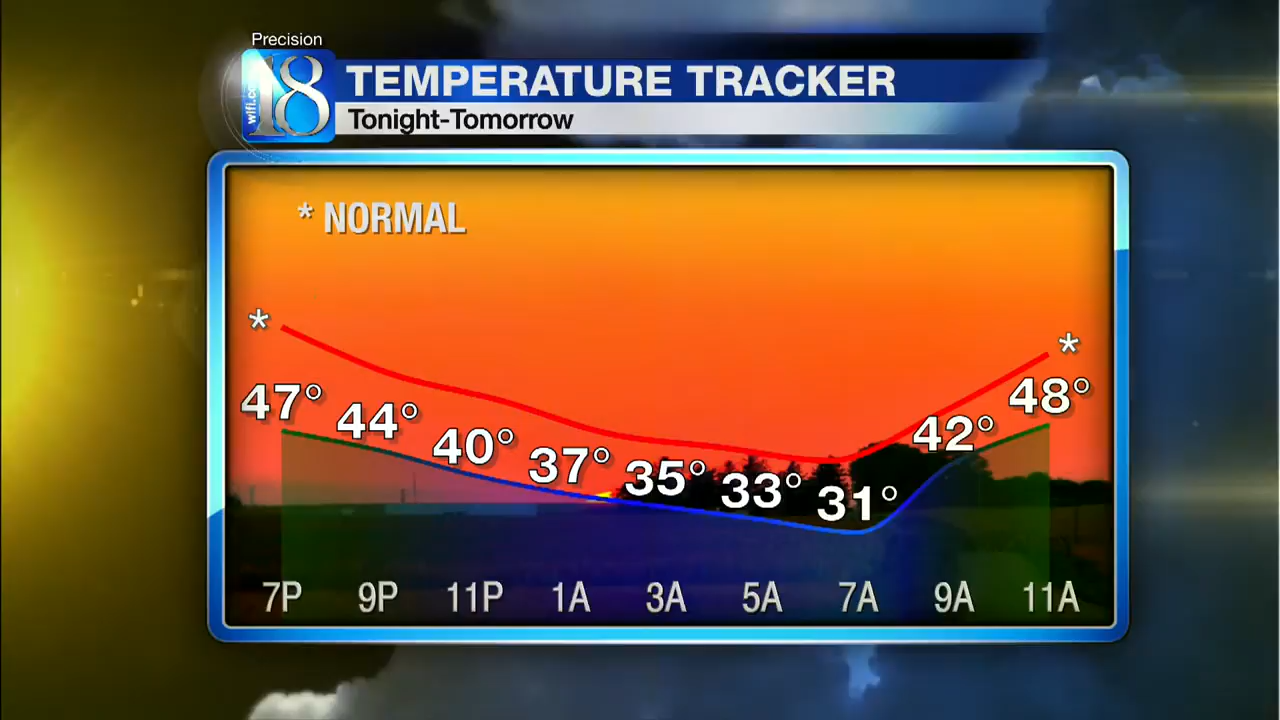 Precision
wlfi.co
18
TEMPERATURE TRACKER
Tonight-Tomorrow
* NORMAL
*
*
47° 44° 40° 37° 35° 33° 31° 42° 48°
7P 9P 11P 1A 3A 5A 7A 9A 11A